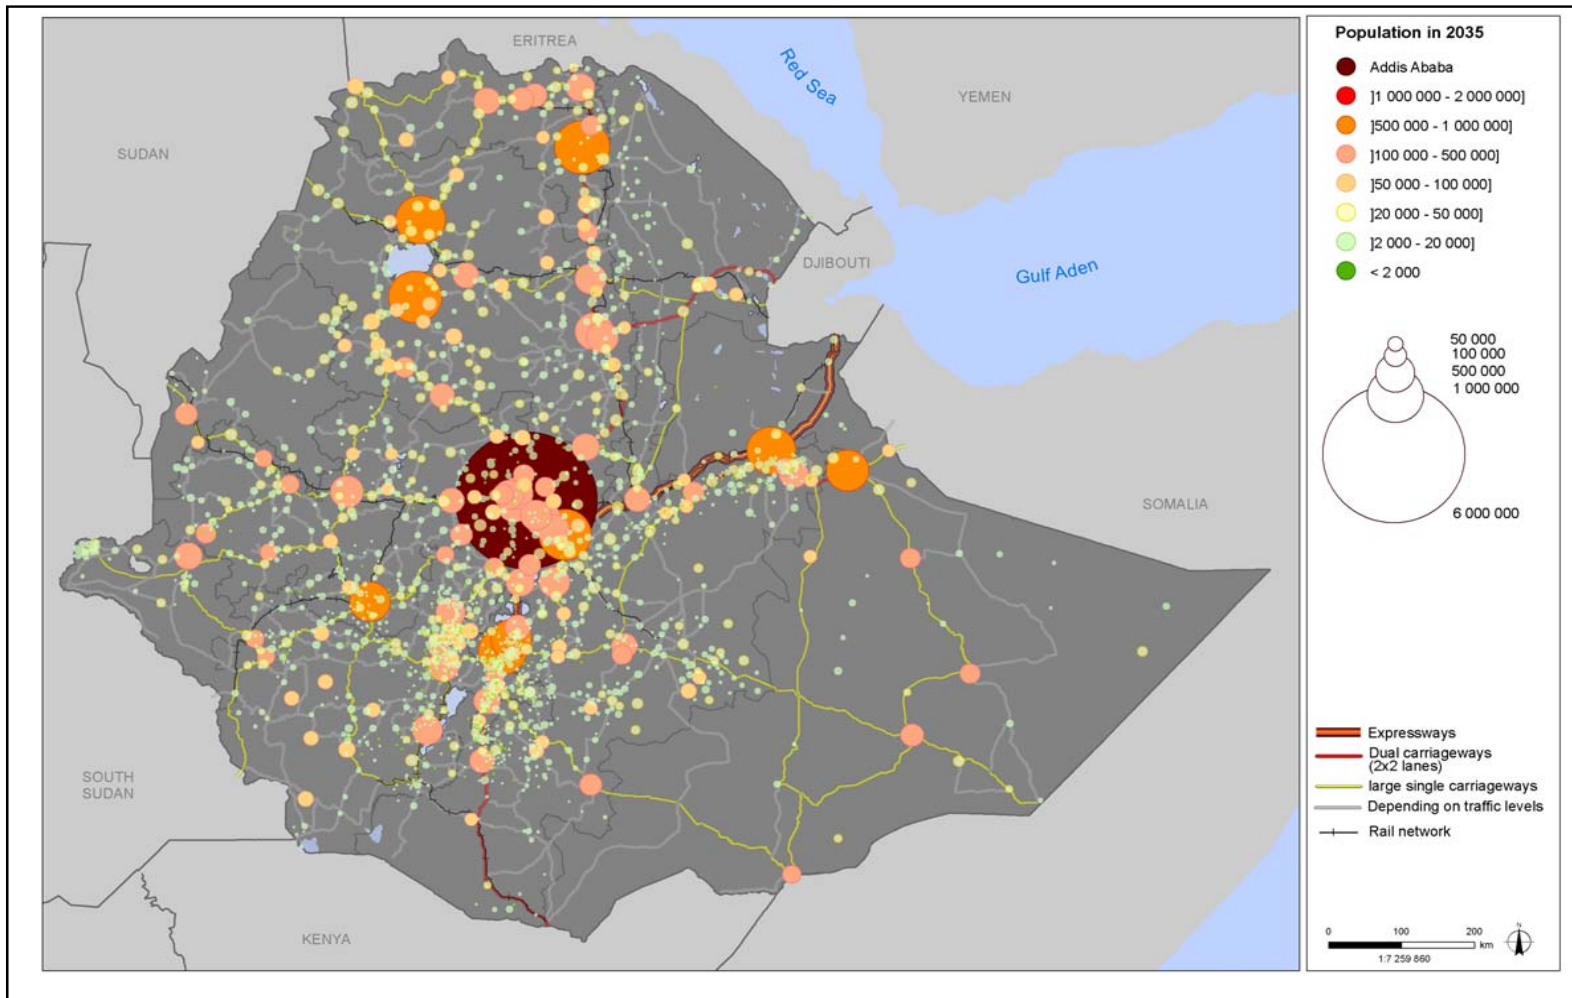 ERITREA
Red Sea
YEMEN
SUDAN
DJIBOUTI
Gulf Aden
SOMALIA
SOUTH
SUDAN
KENYA
Population in 2035
Addis Ababa
]1 000 000 - 2 000 000]
]500 000 - 1 000 000]
]100 000 - 500 000]
]50 000 - 100 000]
]20 000 - 50 000]
]2 000 - 20 000]
< 2 000
50 000
100 000
500 000
1 000 000
6 000 000
Expressways
Dual carriageways
(2x2 lanes)
large single carriageways
Depending on traffic levels
Rail network
0 100 200
km
N
1:7 259 860